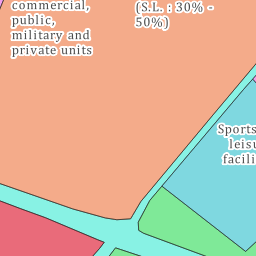 commercial,
public,
military and
private units
(S.L. : 30% -
50%)
Sports
leisu
facili